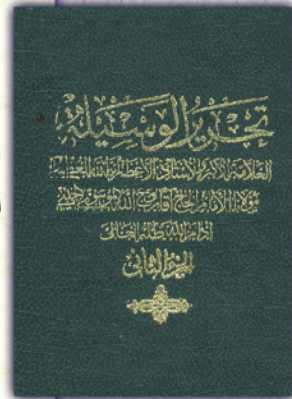 تحرير الوسيلة
العلامة الأكبر والأستاذ الأعظم آية الله العظمى
مولانا الإمام الحاج آقا روح الله الموسوي الخميني
أدام الله ظله العالي
الجزء الثاني